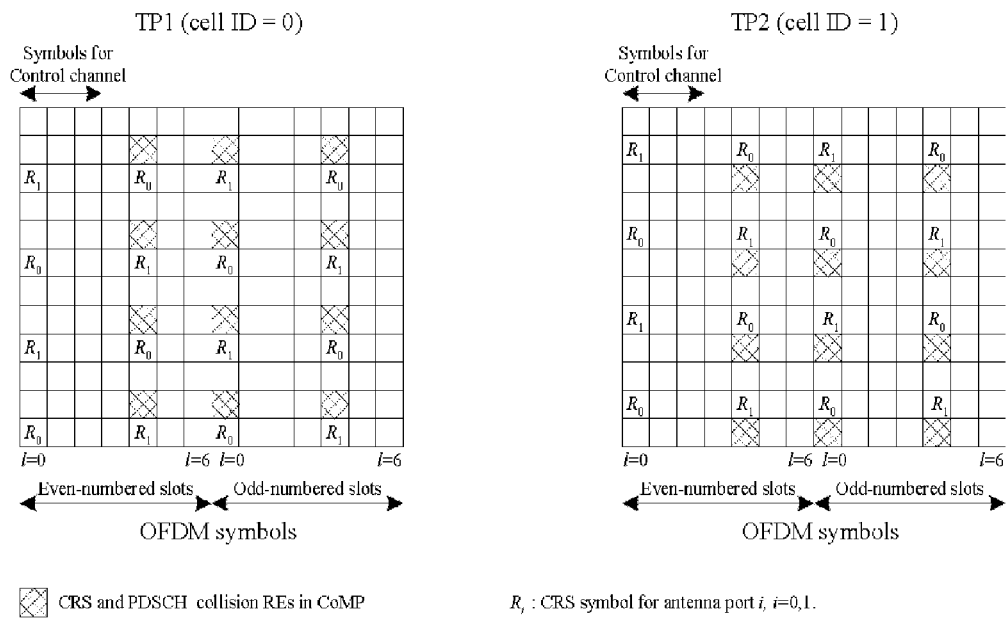 TP1 (cell ID = 0) TP2 (cell ID = 1)
Symbols for Control channel Symbols for Control channel
R1 R0 R1 R0
R1 R0 R1 R0
R0 R1 R0 R1
R0 R1 R0 R1
R1 R0 R1 R0
R1 R0 R1 R0
R0 R1 R0 R1
R0 R1 R0 R1
l=0 l=6 l=0 l=6 l=0 l=6 l=0 l=6
Even-numbered slots Odd-numbered slots Even-numbered slots Odd-numbered slots
OFDM symbols OFDM symbols
CRS and PDSCH collision REs in CoMP Ri : CRS symbol for antenna port i, i=0,1.